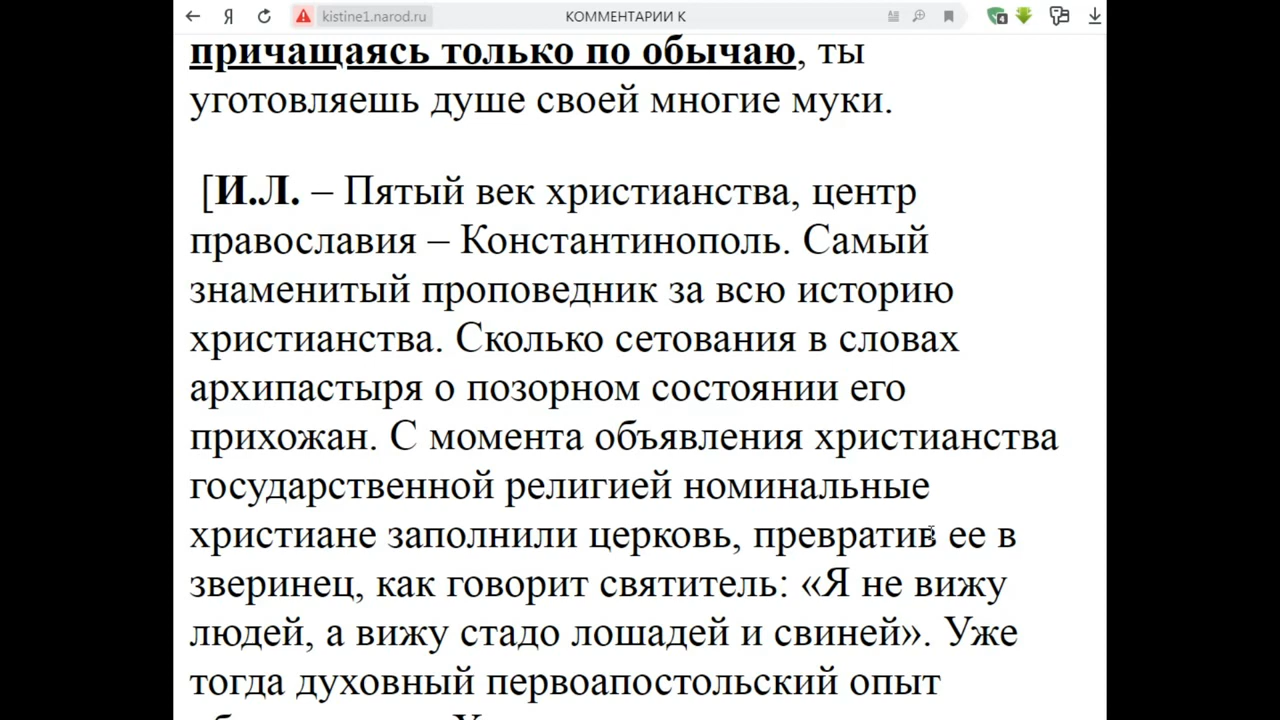 Я
kistine1.narod.ru
КОММЕНТАРИИ К
4
причащаясь только по обычаю, ты
уготовляешь душе своей многие муки.
[И.Л. – Пятый век христианства, центр
православия – Константинополь. Самый
знаменитый проповедник за всю историю
христианства. Сколько сетования в словах
архипастыря о позорном состоянии его
прихожан. С момента объявления христианства
государственной религией номинальные
христиане заполнили церковь, превратив ее в
зверинец, как говорит святитель: «Я не вижу
людей, а вижу стадо лошадей и свиней». Уже
тогда духовный первоапостольский опыт